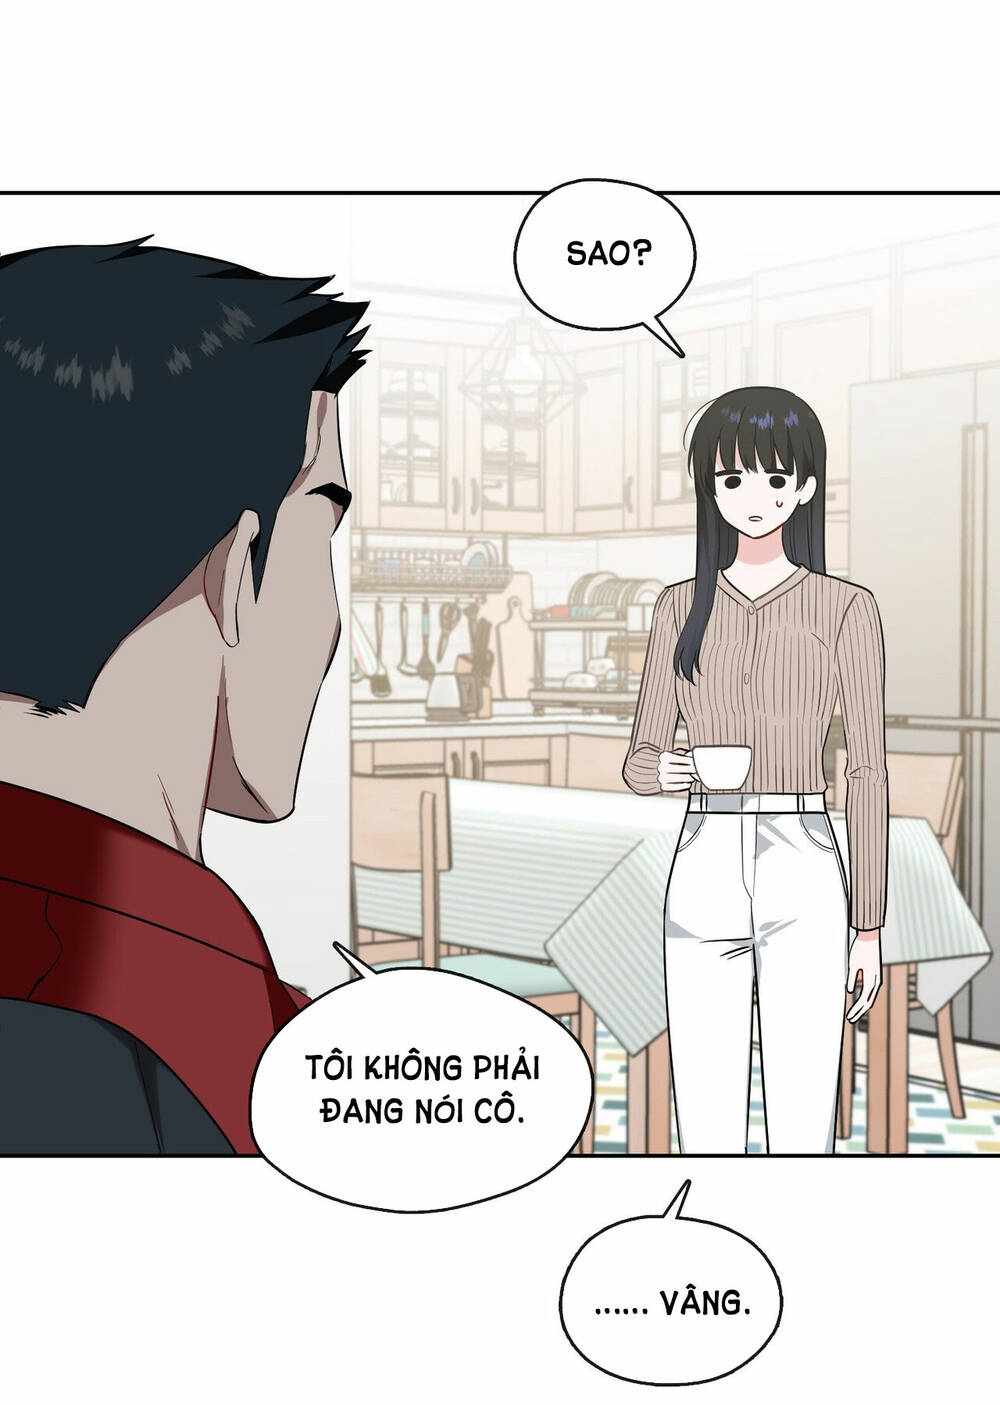 SAO?
TÔI KHÔNG PHẢI
ĐANG NÓI CÔ.
...... VÂNG.